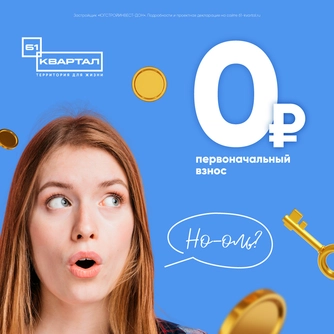 61
КВАРТАЛ
ТЕРРИТОРИЯ ДЛЯ ЖИЗНИ
0₽
первоначальный
взнос
Но-оль?